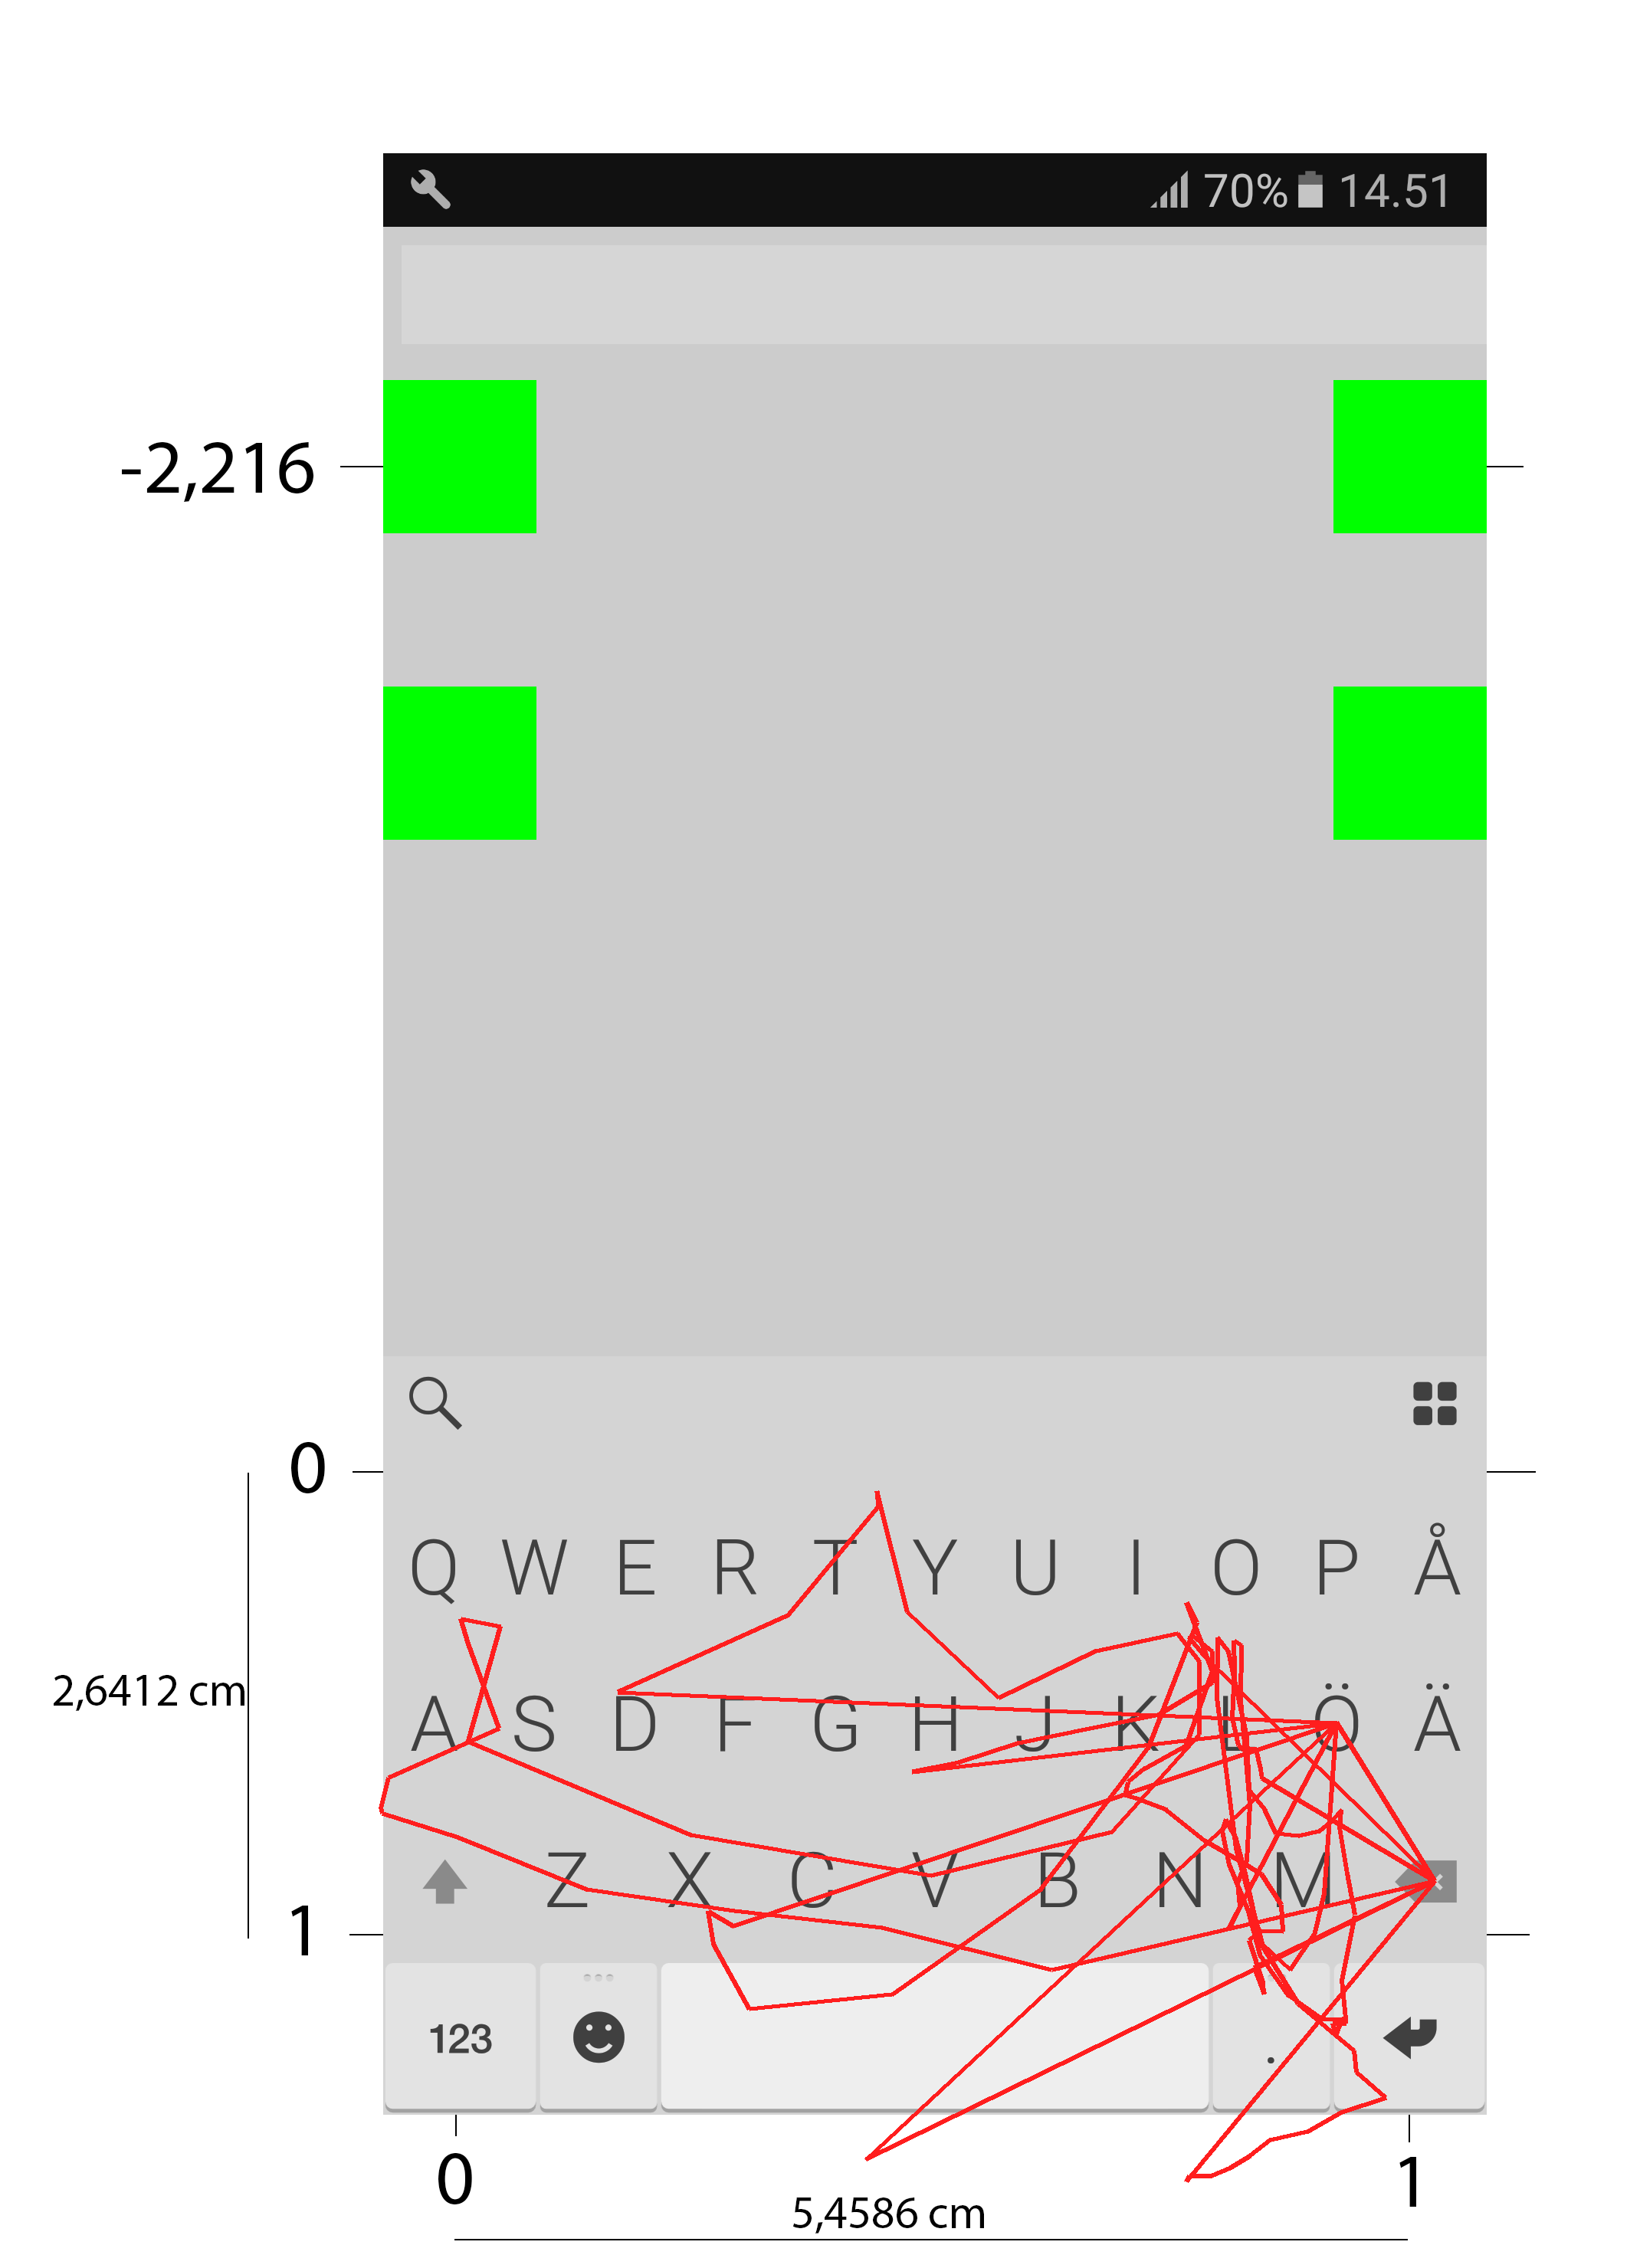 70% 14.51
-2,216
0
Q W E R T Y U I O P Å
2,6412 cm
A S D F G H J K L Ö Ä
Z X C V B N M
1
123 .
0 1
5,4586 cm